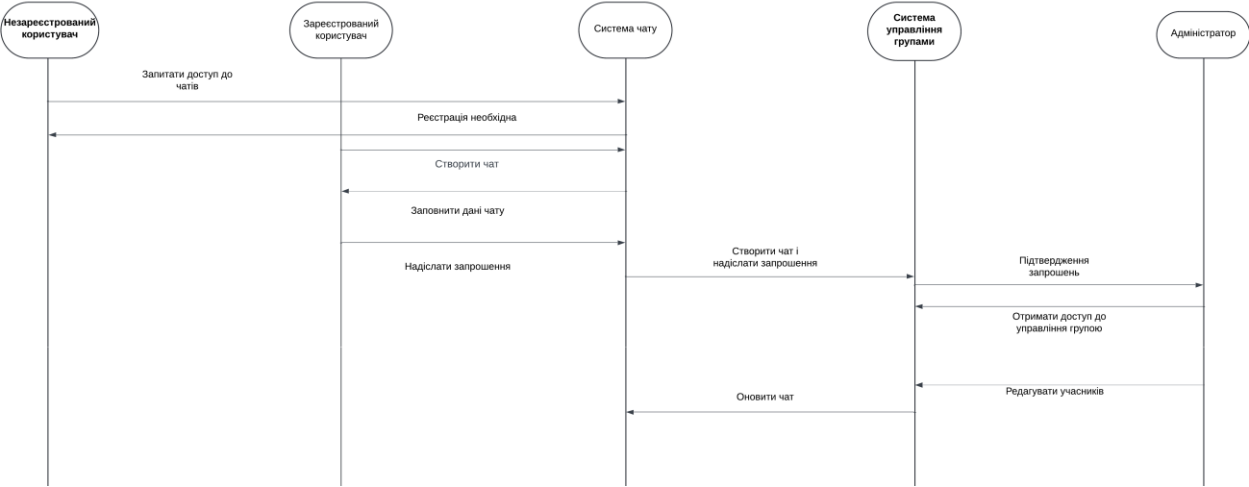 Незареєстрований
користувач
Зареєстрований
користувач
Система чату
Система
управління
групами
Адміністратор
Запитати доступ до
чатів
Реєстрація необхідна
Створити чат
Заповнити дані чату
Надіслати запрошення
Створити чат і
надіслати запрошення
Підтвердження
запрошень
Отримати доступ до
управління групою
Редагувати учасників
Оновити чат